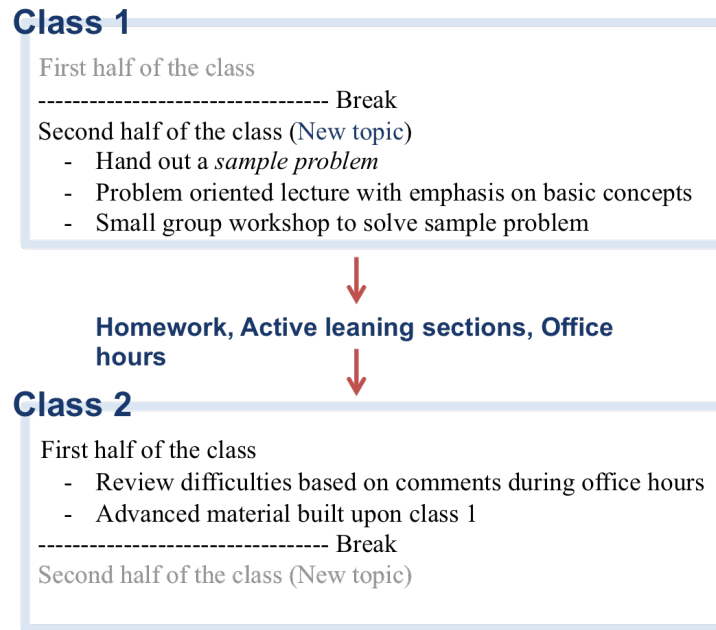 Class 1
First half of the class
---------------------------------- Break
Second half of the class (New topic)
- Hand out a sample problem
- Problem oriented lecture with emphasis on basic concepts
- Small group workshop to solve sample problem
Homework, Active leaning sections, Office
hours
Class 2
First half of the class
- Review difficulties based on comments during office hours
- Advanced material built upon class 1
---------------------------------- Break
Second half of the class (New topic)